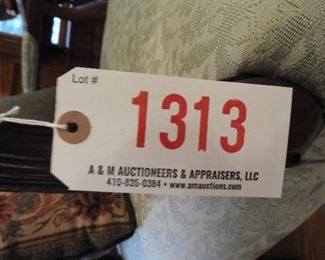 Lot #
1313
A & M AUCTIONEERS & APPRAISERS, LLC
410-835-0384 • www.amauctions.com